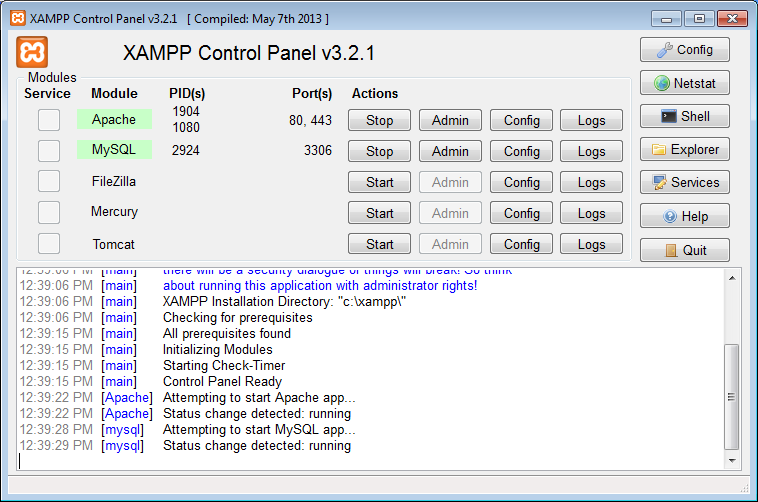 XAMPP Control Panel v3.2.1 [ Compiled: May 7th 2013 ]
XAMPP Control Panel v3.2.1
Config
Modules
Service Module PID(s) Port(s) Actions
Netstat
Apache 1904 1080 80, 443 Stop Admin Config Logs
Shell
MySQL 2924 3306 Stop Admin Config Logs
Explorer
FileZilla Start Admin Config Logs
Services
Mercury Start Admin Config Logs
Help
Tomcat Start Admin Config Logs
Quit
12:39:06 PM [main] there will be a security dialogue or things will break! So think
12:39:06 PM [main] about running this application with administrator rights!
12:39:06 PM [main] XAMPP Installation Directory: "c:\xampp\"
12:39:06 PM [main] Checking for prerequisites
12:39:15 PM [main] All prerequisites found
12:39:15 PM [main] Initializing Modules
12:39:15 PM [main] Starting Check-Timer
12:39:15 PM [main] Control Panel Ready
12:39:22 PM [Apache] Attempting to start Apache app...
12:39:22 PM [Apache] Status change detected: running
12:39:28 PM [mysql] Attempting to start MySQL app...
12:39:29 PM [mysql] Status change detected: running